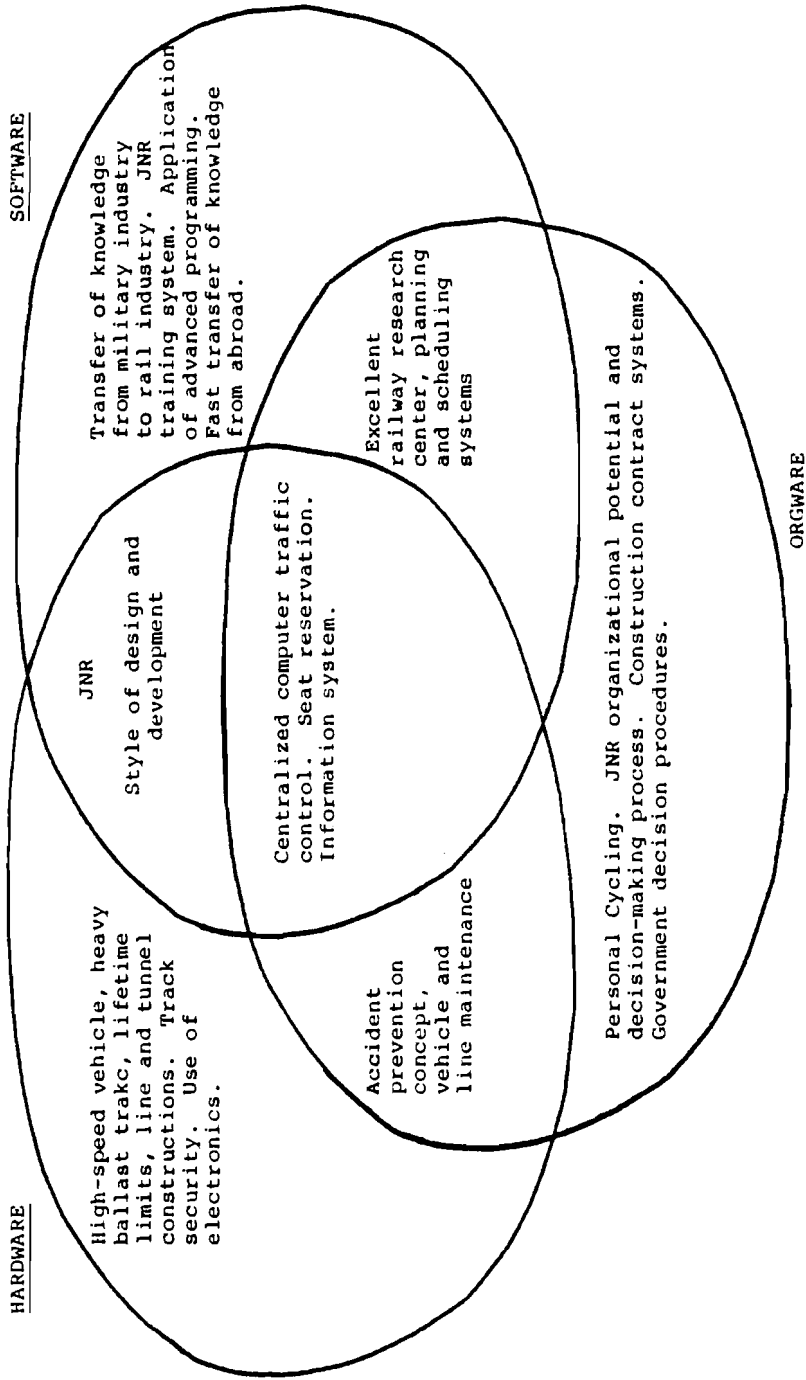 HARDWARE
SOFTWARE
High-speed vehicle, heavy
ballast trakc, lifetime
limits, line and tunnel
constructions. Track
security. Use of
electronics.
JNR
Style of design and
development
Transfer of knowledge
from military industry
to rail industry. JNR
training system. Application
of advanced programming.
Fast transfer of knowledge
from abroad.
Centralized computer traffic
control. Seat reservation.
Information system.
Accident
prevention
concept,
vehicle and
line maintenance
Excellent
railway research
center, planning
and scheduling
systems
Personal Cycling. JNR organizational potential and
decision-making process. Construction contract systems.
Government decision procedures.
ORGWARE